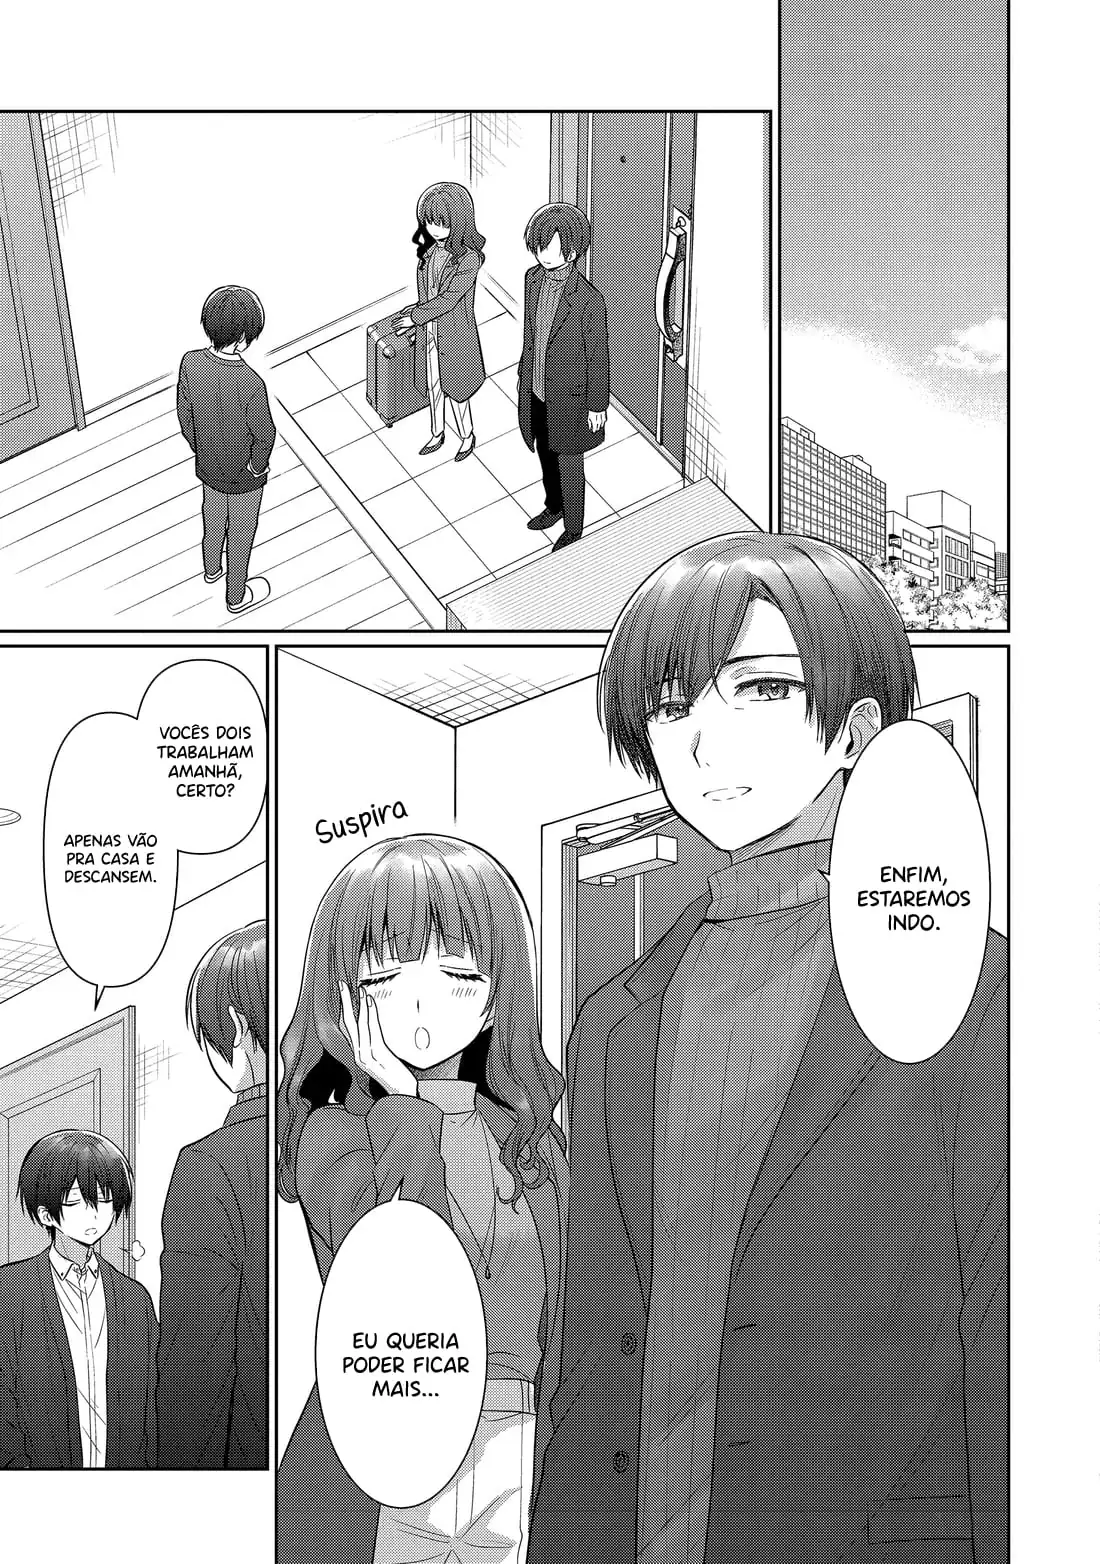 ENFIM,
ESTAREMOS
INDO.
Suspira
EU QUERIA
PODER FICAR
MAIS...
VOCÊS DOIS
TRABALHAM
AMANHÃ,
CERTO?
APENAS VÃO
PRA CASA E
DESCANSEM.